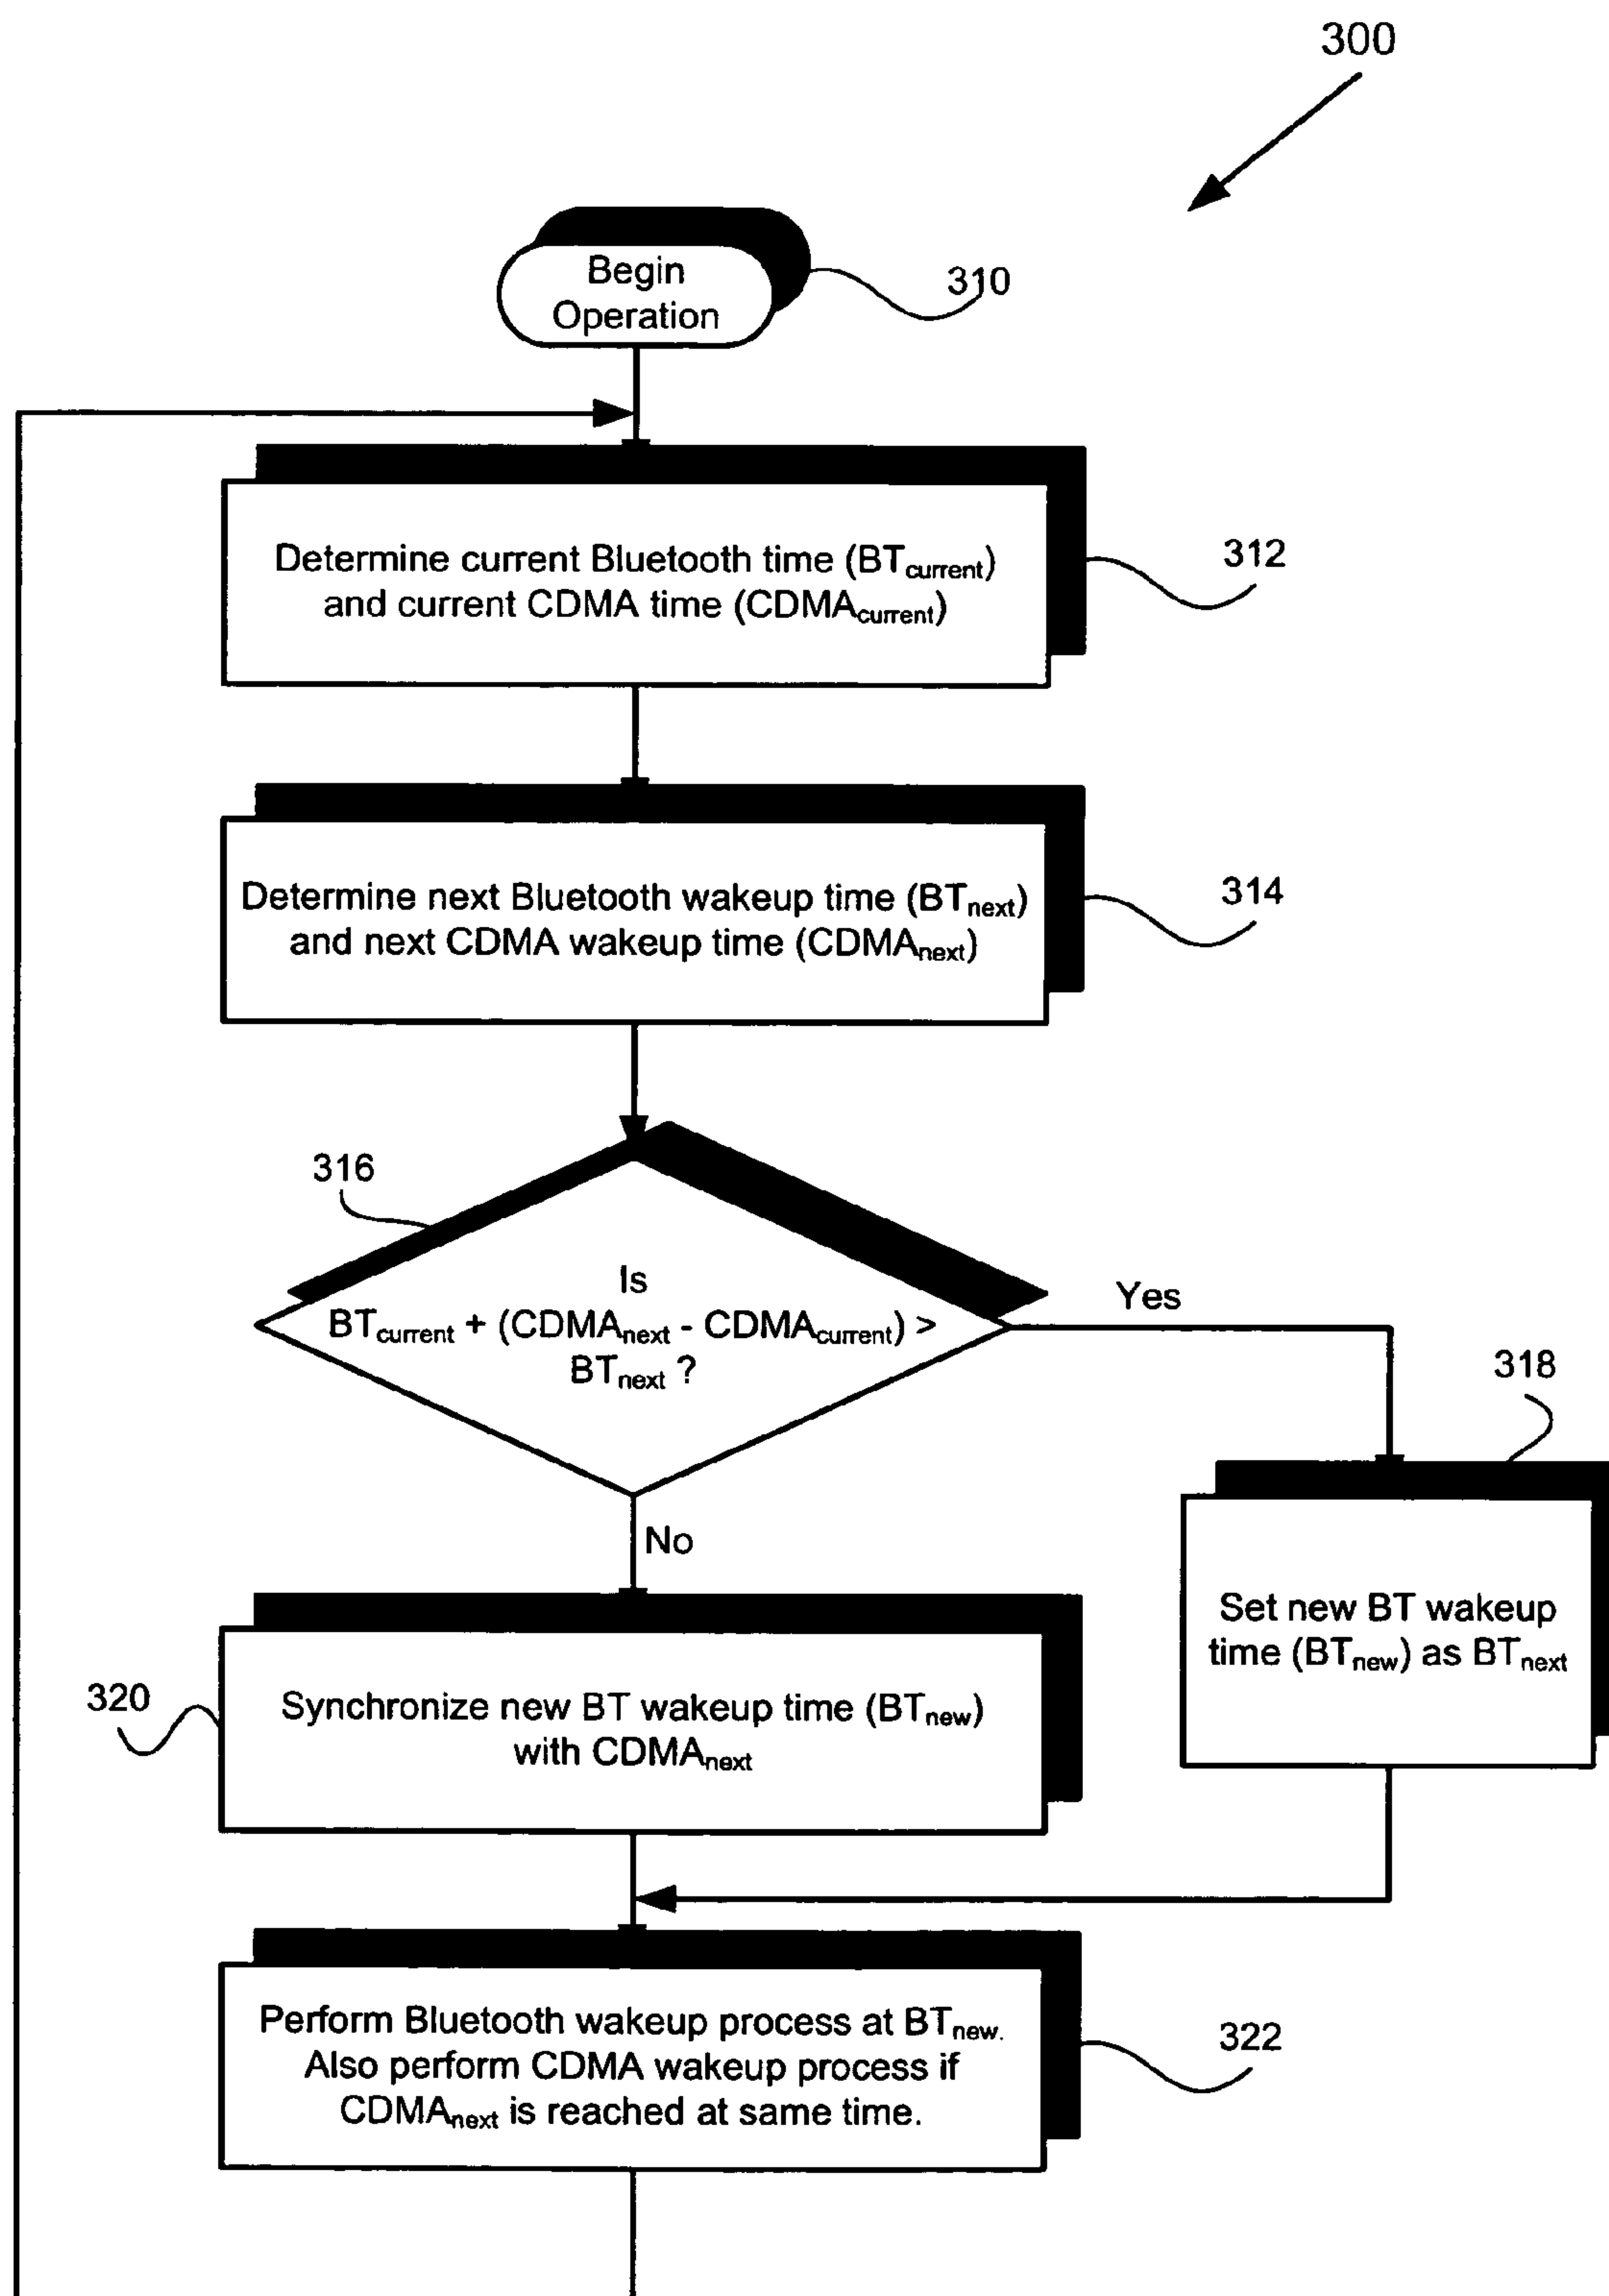 300
Begin
Operation
310
Determine current Bluetooth time (BTcurrent)
and current CDMA time (CDMAcurrent)
312
Determine next Bluetooth wakeup time (BTnext)
and next CDMA wakeup time (CDMAnext)
314
316
Is
BTcurrent + (CDMAnext - CDMAcurrent) >
BTnext ?
Yes
318
No
Set new BT wakeup
time (BTnew) as BTnext
320
Synchronize new BT wakeup time (BTnew)
with CDMAnext
Perform Bluetooth wakeup process at BTnew.
Also perform CDMA wakeup process if
CDMAnext is reached at same time.
322